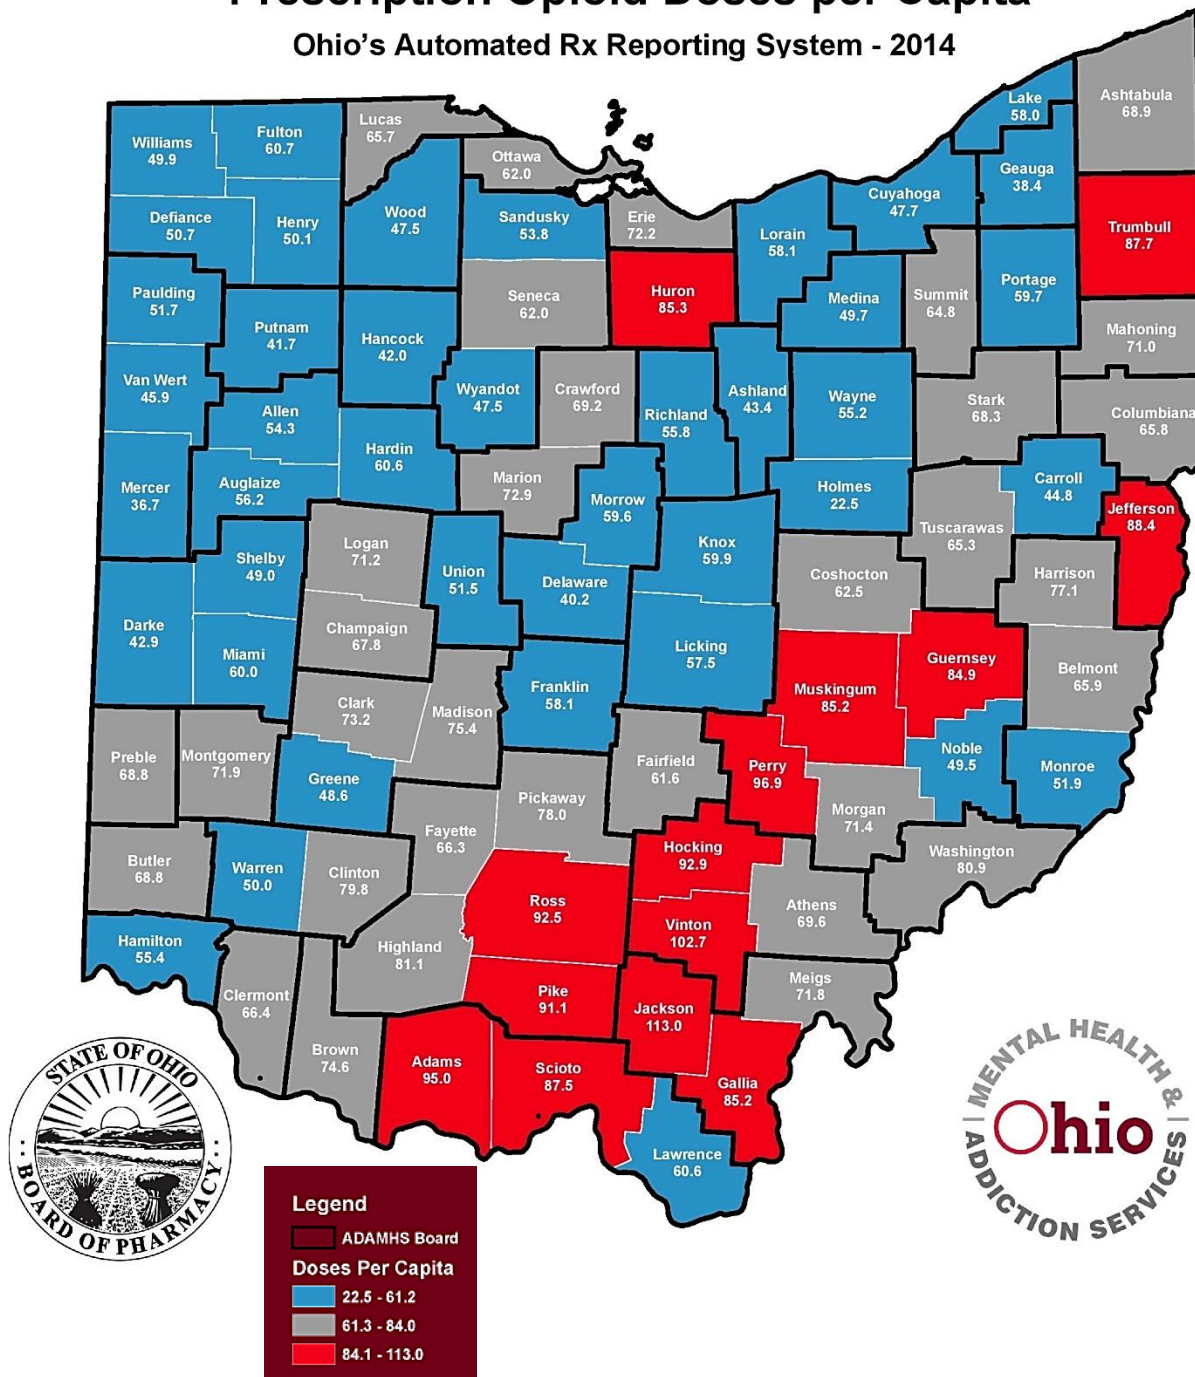 Prescription Opioid Doses per Capita
Ohio's Automated Rx Reporting System - 2014
Williams
49.9
Fulton
60.7
Lucas
65.7
Ottawa
62.0
Lake
58.0
Ashtabula
68.9
Geauga
38.4
Cuyahoga
47.7
Defiance
50.7
Henry
50.1
Wood
47.5
Sandusky
53.8
Erie
72.2
Lorain
58.1
Trumbull
87.7
Paulding
51.7
Putnam
41.7
Hancock
42.0
Seneca
62.0
Huron
85.3
Medina
49.7
Summit
64.8
Portage
59.7
Mahoning
71.0
Van Wert
45.9
Allen
54.3
Wyandot
47.5
Crawford
69.2
Richland
55.8
Ashland
43.4
Wayne
55.2
Stark
68.3
Columbiana
65.8
Mercer
36.7
Auglaize
56.2
Hardin
60.6
Marion
72.9
Morrow
59.6
Holmes
22.5
Carroll
44.8
Jefferson
88.4
Tuscarawas
65.3
Shelby
49.0
Logan
71.2
Union
51.5
Delaware
40.2
Knox
59.9
Coshocton
62.5
Harrison
77.1
Darke
42.9
Miami
60.0
Champaign
67.8
Licking
57.5
Guernsey
84.9
Belmont
65.9
Clark
73.2
Madison
75.4
Franklin
58.1
Muskingum
85.2
Preble
68.8
Montgomery
71.9
Greene
48.6
Fairfield
61.6
Perry
96.9
Noble
49.5
Monroe
51.9
Pickaway
78.0
Morgan
71.4
Fayette
66.3
Butler
68.8
Warren
50.0
Clinton
79.8
Hocking
92.9
Washington
80.9
Ross
92.5
Vinton
102.7
Athens
69.6
Hamilton
55.4
Highland
81.1
Clermont
66.4
Pike
91.1
Jackson
113.0
Meigs
71.8
Brown
74.6
Adams
95.0
Scioto
87.5
Gallia
85.2
Lawrence
60.6
STATE OF OHIO
BOARD OF PHARMACY
MENTAL HEALTH &
Ohio
ADDICTION SERVICES
Legend
ADAMHS Board
Doses Per Capita
22.5 - 61.2
61.3 - 84.0
84.1 - 113.0